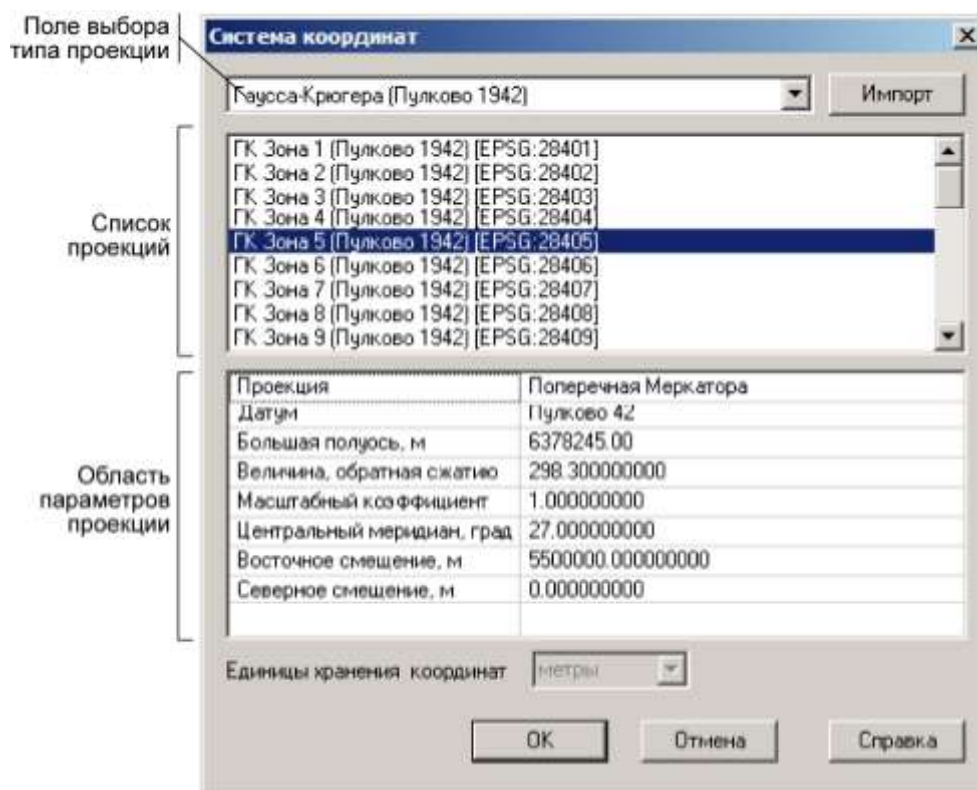 Поле выбора
типа проекции
Система координат
Гаусса-Крюгера (Пулково 1942)
Импорт
Список
проекций
ГК Зона 1 (Пулково 1942) [EPSG:28401]
ГК Зона 2 (Пулково 1942) [EPSG:28402]
ГК Зона 3 (Пулково 1942) [EPSG:28403]
ГК Зона 4 (Пулково 1942) [EPSG:28404]
ГК Зона 5 (Пулково 1942) [EPSG:28405]
ГК Зона 6 (Пулково 1942) [EPSG:28406]
ГК Зона 7 (Пулково 1942) [EPSG:28407]
ГК Зона 8 (Пулково 1942) [EPSG:28408]
ГК Зона 9 (Пулково 1942) [EPSG:28409]
Область
параметров
проекции
Проекция Поперечная Меркатора
Датум Пулково 42
Большая полуось, м 6378245.00
Величина, обратная сжатию 298.300000000
Масштабный коэффициент 1.000000000
Центральный меридиан, град 27.000000000
Восточное смещение, м 5500000.000000000
Северное смещение, м 0.000000000
Единицы хранения координат метры
OK Отмена Справка